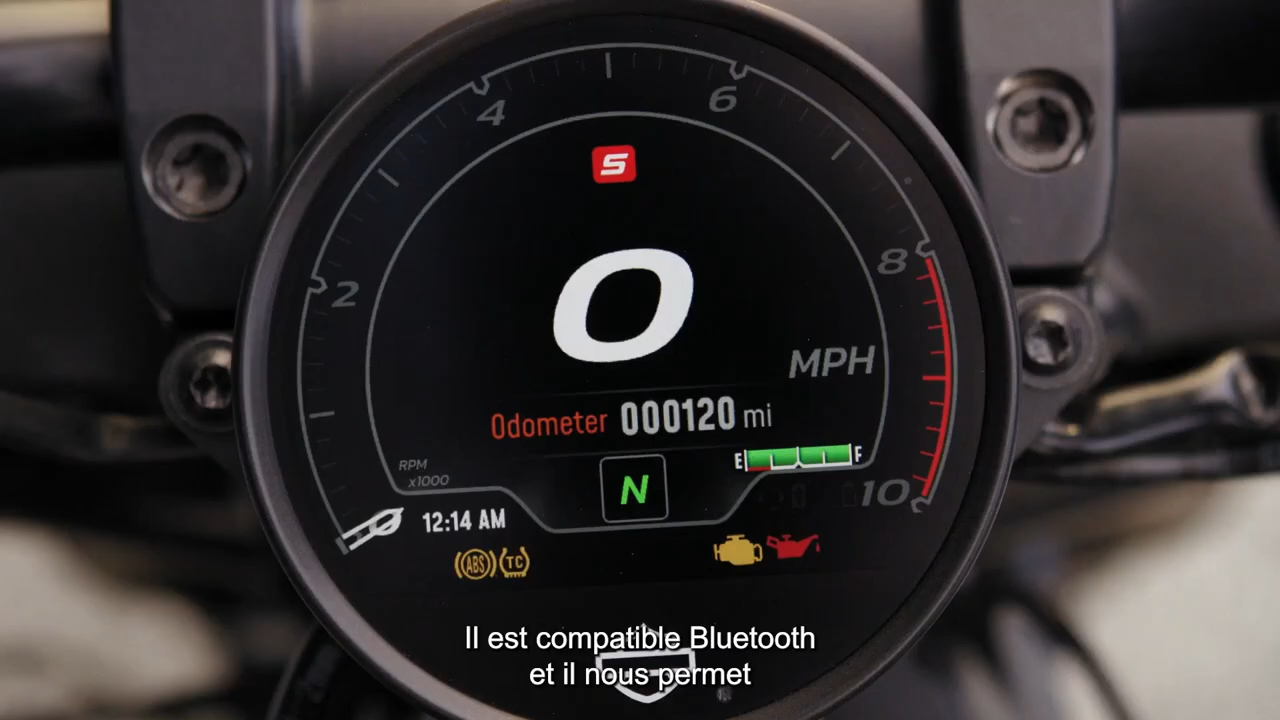 4
6
S
2
8
0
MPH
Odometer 000120 mi
RPM
x1000
E F
N
10
0
12:14 AM
ABS TC
Il est compatible Bluetooth
et il nous permet